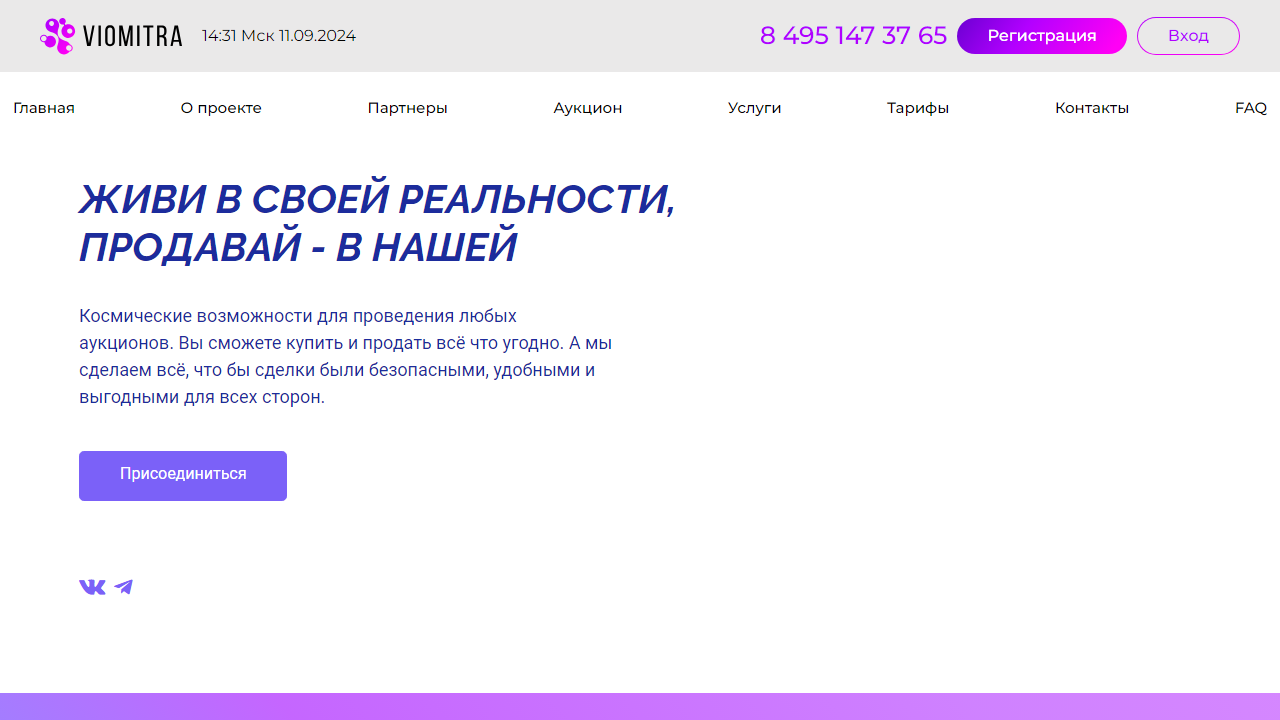 VIOMITRA
14:31 Мск 11.09.2024
8 495 147 37 65
Регистрация
Вход
Главная
О проекте
Партнеры
Аукцион
Услуги
Тарифы
Контакты
FAQ
ЖИВИ В СВОЕЙ РЕАЛЬНОСТИ,
ПРОДАВАЙ - В НАШЕЙ
Космические возможности для проведения любых
аукционов. Вы сможете купить и продать всё что угодно. А мы
сделаем всё, что бы сделки были безопасными, удобными и
выгодными для всех сторон.
Присоединиться